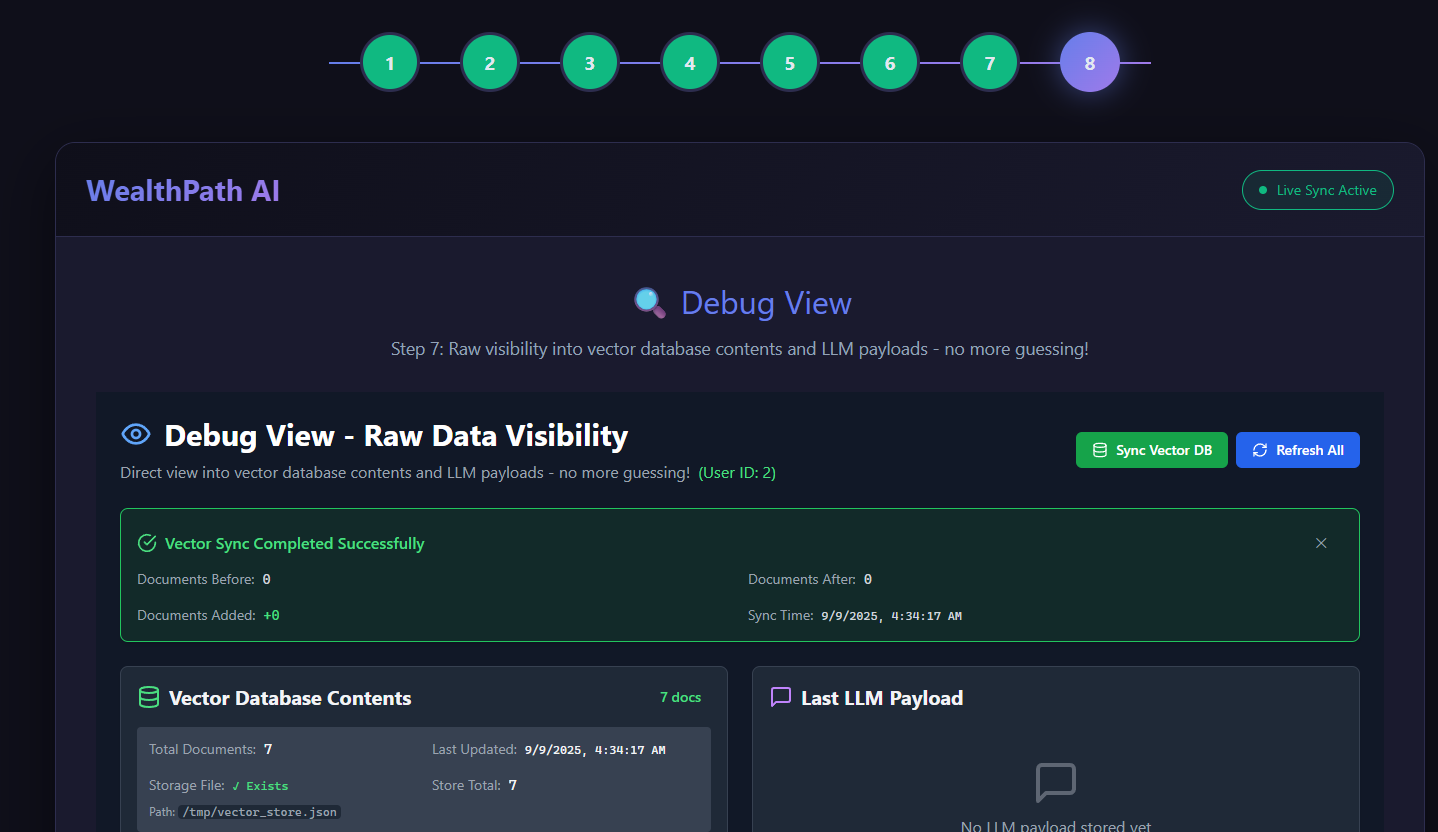 1 2 3 4 5 6 7 8
WealthPath AI
Live Sync Active
Debug View
Step 7: Raw visibility into vector database contents and LLM payloads - no more guessing!
Debug View - Raw Data Visibility
Direct view into vector database contents and LLM payloads - no more guessing! (User ID: 2)
Sync Vector DB
Refresh All
Vector Sync Completed Successfully
Documents Before: 0
Documents After: 0
Documents Added: +0
Sync Time: 9/9/2025, 4:34:17 AM
Vector Database Contents
7 docs
Total Documents: 7
Last Updated: 9/9/2025, 4:34:17 AM
Storage File: ✓ Exists
Store Total: 7
Path: /tmp/vector_store.json
Last LLM Payload
No LLM payload stored yet